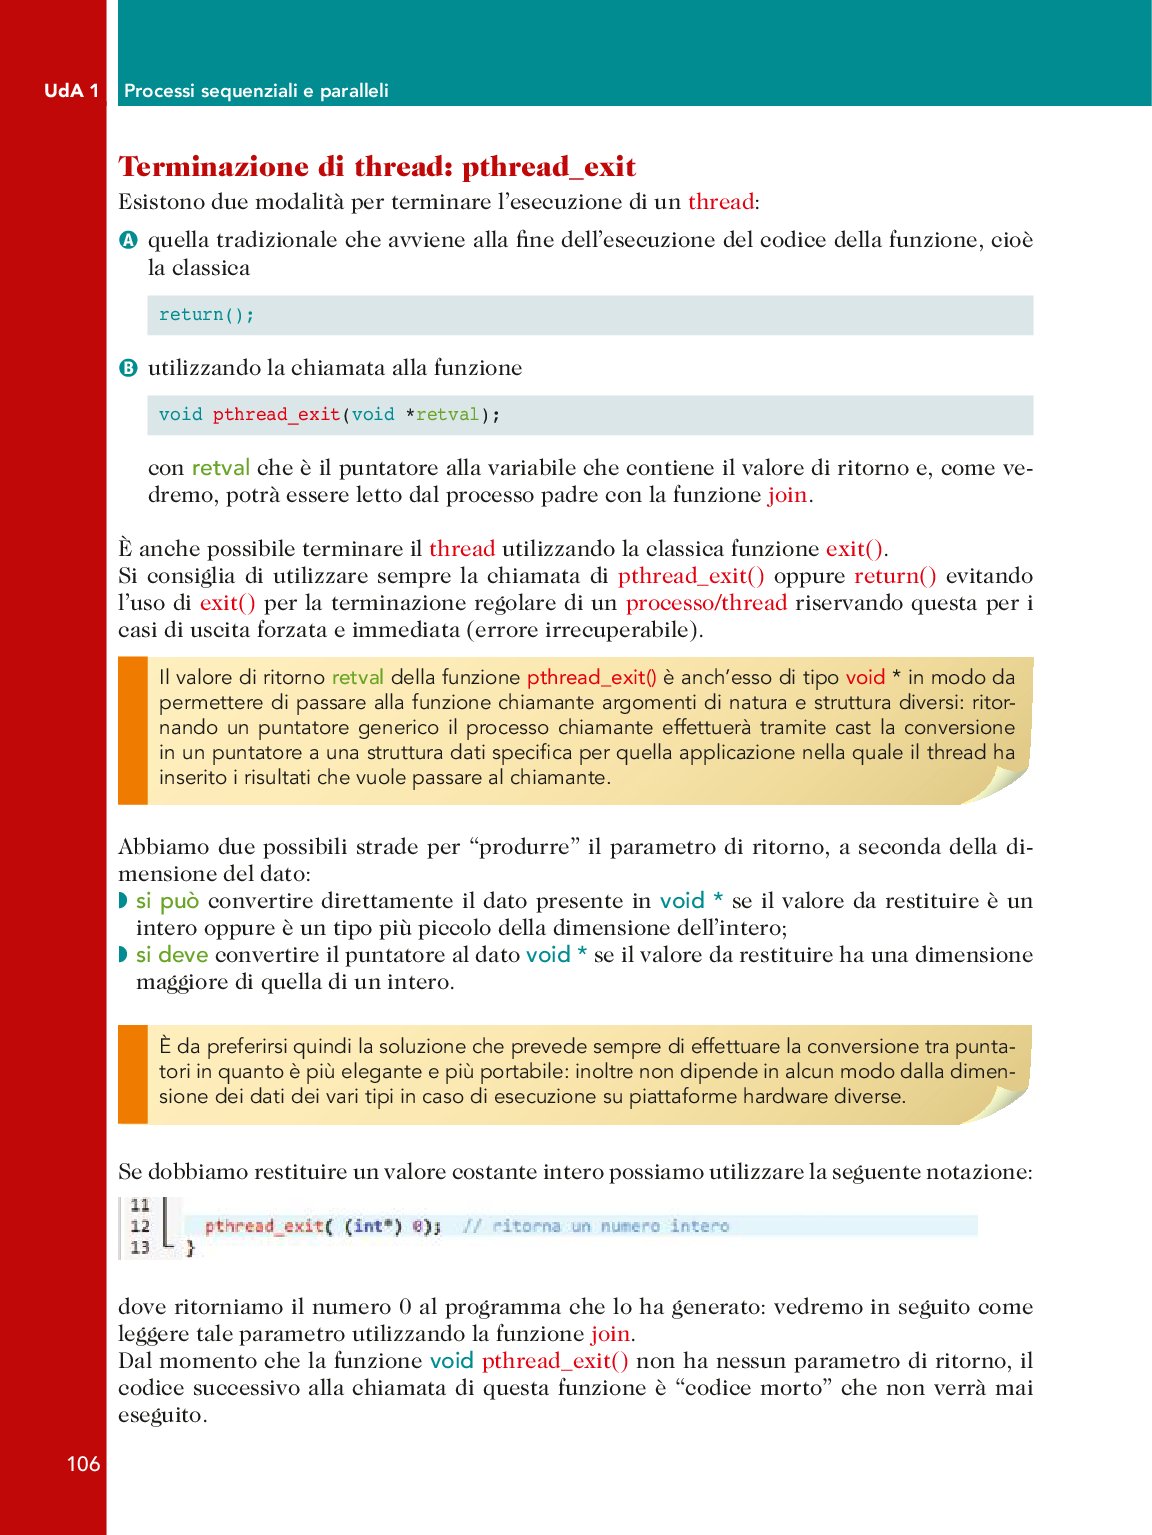 UdA 1 Processi sequenziali e paralleli
Terminazione di thread: pthread_exit
Esistono due modalità per terminare l'esecuzione di un thread:
A quella tradizionale che avviene alla fine dell'esecuzione del codice della funzione, cioè
la classica
return();
B utilizzando la chiamata alla funzione
void pthread_exit(void *retval);
con retval che è il puntatore alla variabile che contiene il valore di ritorno e, come ve-
dremo, potrà essere letto dal processo padre con la funzione join.
È anche possibile terminare il thread utilizzando la classica funzione exit().
Si consiglia di utilizzare sempre la chiamata di pthread_exit() oppure return() evitando
l'uso di exit() per la terminazione regolare di un processo/thread riservando questa per i
casi di uscita forzata e immediata (errore irrecuperabile).
Il valore di ritorno retval della funzione pthread_exit() è anch'esso di tipo void * in modo da
permettere di passare alla funzione chiamante argomenti di natura e struttura diversi: ritor-
nando un puntatore generico il processo chiamante effettuerà tramite cast la conversione
in un puntatore a una struttura dati specifica per quella applicazione nella quale il thread ha
inserito i risultati che vuole passare al chiamante.
Abbiamo due possibili strade per “produrre” il parametro di ritorno, a seconda della di-
mensione del dato:
si può convertire direttamente il dato presente in void * se il valore da restituire è un
intero oppure è un tipo più piccolo della dimensione dell'intero;
si deve convertire il puntatore al dato void * se il valore da restituire ha una dimensione
maggiore di quella di un intero.
È da preferirsi quindi la soluzione che prevede sempre di effettuare la conversione tra punta-
tori in quanto è più elegante e più portabile: inoltre non dipende in alcun modo dalla dimen-
sione dei dati dei vari tipi in caso di esecuzione su piattaforme hardware diverse.
Se dobbiamo restituire un valore costante intero possiamo utilizzare la seguente notazione:
11
12 pthread_exit( (int*) 0); // ritorna un numero intero
13 }
dove ritorniamo il numero 0 al programma che lo ha generato: vedremo in seguito come
leggere tale parametro utilizzando la funzione join.
Dal momento che la funzione void pthread_exit() non ha nessun parametro di ritorno, il
codice successivo alla chiamata di questa funzione è “codice morto” che non verrà mai
eseguito.
106